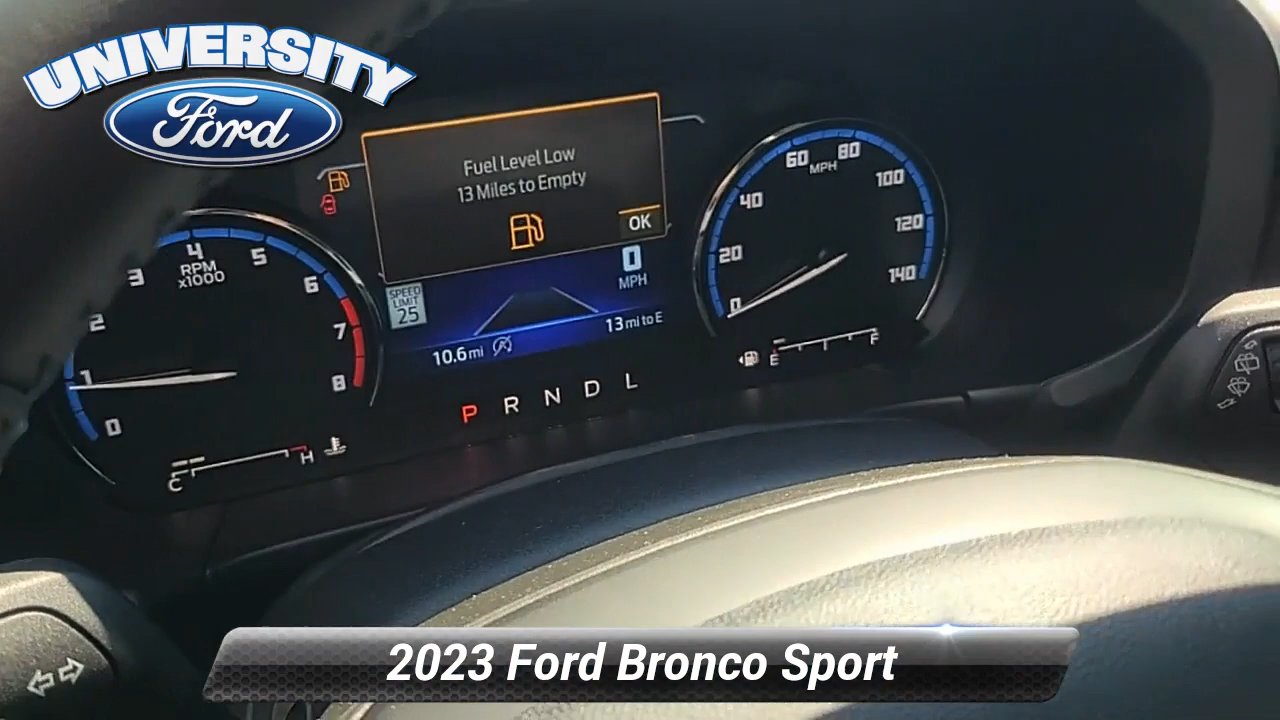 UNIVERSITY
Ford
Fuel Level Low
13 Miles to Empty
OK
0
MPH
SPEED
LIMIT
25
10.6 mi
13 mi to E
P R N D L
0 1 2 3 4 5 6 7 8
RPM
x1000
C H
0 20 40 60 80 100 120 140
MPH
E F
2023 Ford Bronco Sport